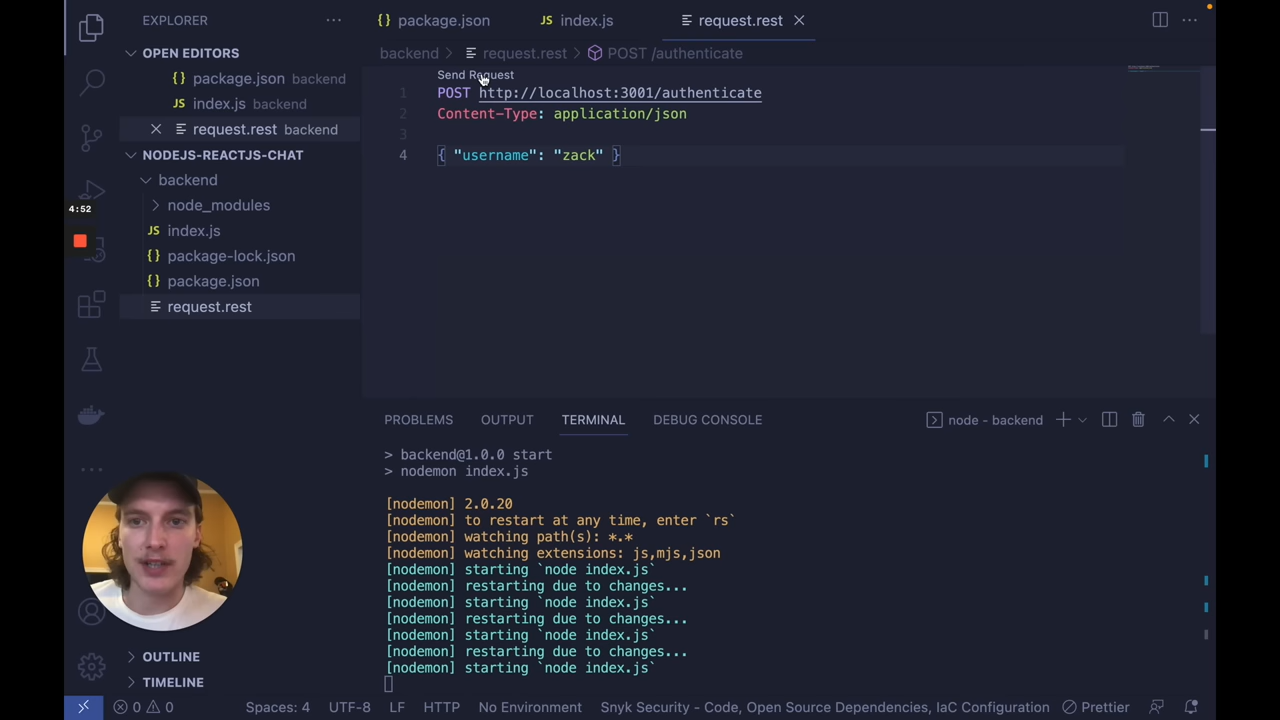 EXPLORER
OPEN EDITORS
{} package.json backend
JS index.js backend
request.rest backend
NODEJS-REACTJS-CHAT
backend
node_modules
JS index.js
{} package-lock.json
{} package.json
request.rest
4:52
OUTLINE
TIMELINE
{} package.json
JS index.js
request.rest
backend > request.rest > POST /authenticate
Send Request
1 POST http://localhost:3001/authenticate
2 Content-Type: application/json
3
4 { "username": "zack" }
PROBLEMS OUTPUT TERMINAL DEBUG CONSOLE
node - backend
> backend@1.0.0 start
> nodemon index.js
[nodemon] 2.0.20
[nodemon] to restart at any time, enter `rs`
[nodemon] watching path(s): *.*
[nodemon] watching extensions: js,mjs,json
[nodemon] starting `node index.js`
[nodemon] restarting due to changes...
[nodemon] starting `node index.js`
[nodemon] restarting due to changes...
[nodemon] starting `node index.js`
[nodemon] restarting due to changes...
[nodemon] starting `node index.js`
0 0 Spaces: 4 UTF-8 LF HTTP No Environment Snyk Security - Code, Open Source Dependencies, IaC Configuration Prettier